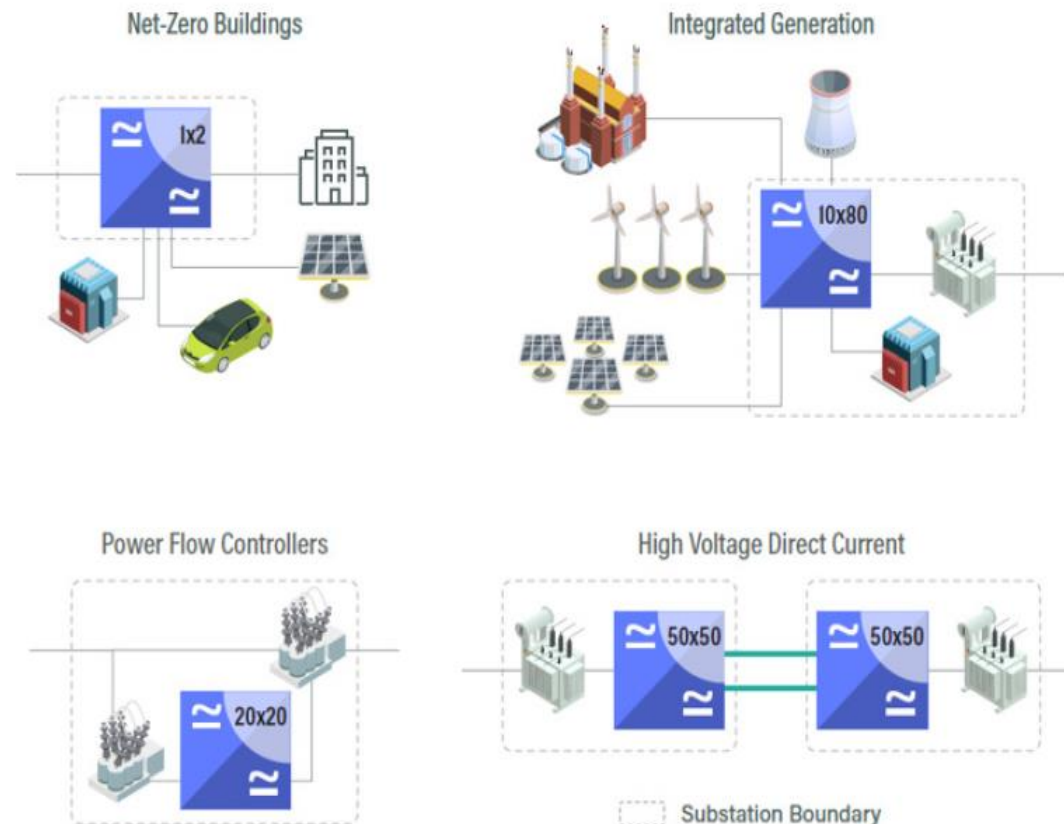 Net-Zero Buildings
Integrated Generation
1x2
10x80
Power Flow Controllers
High Voltage Direct Current
20x20
50x50
50x50
Substation Boundary